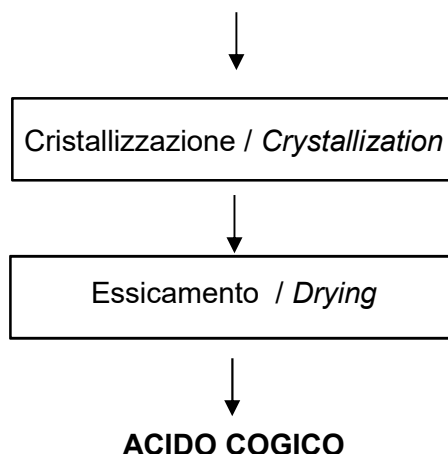 Cristallizzazione / Crystallization
Essicamento / Drying
ACIDO COGICO